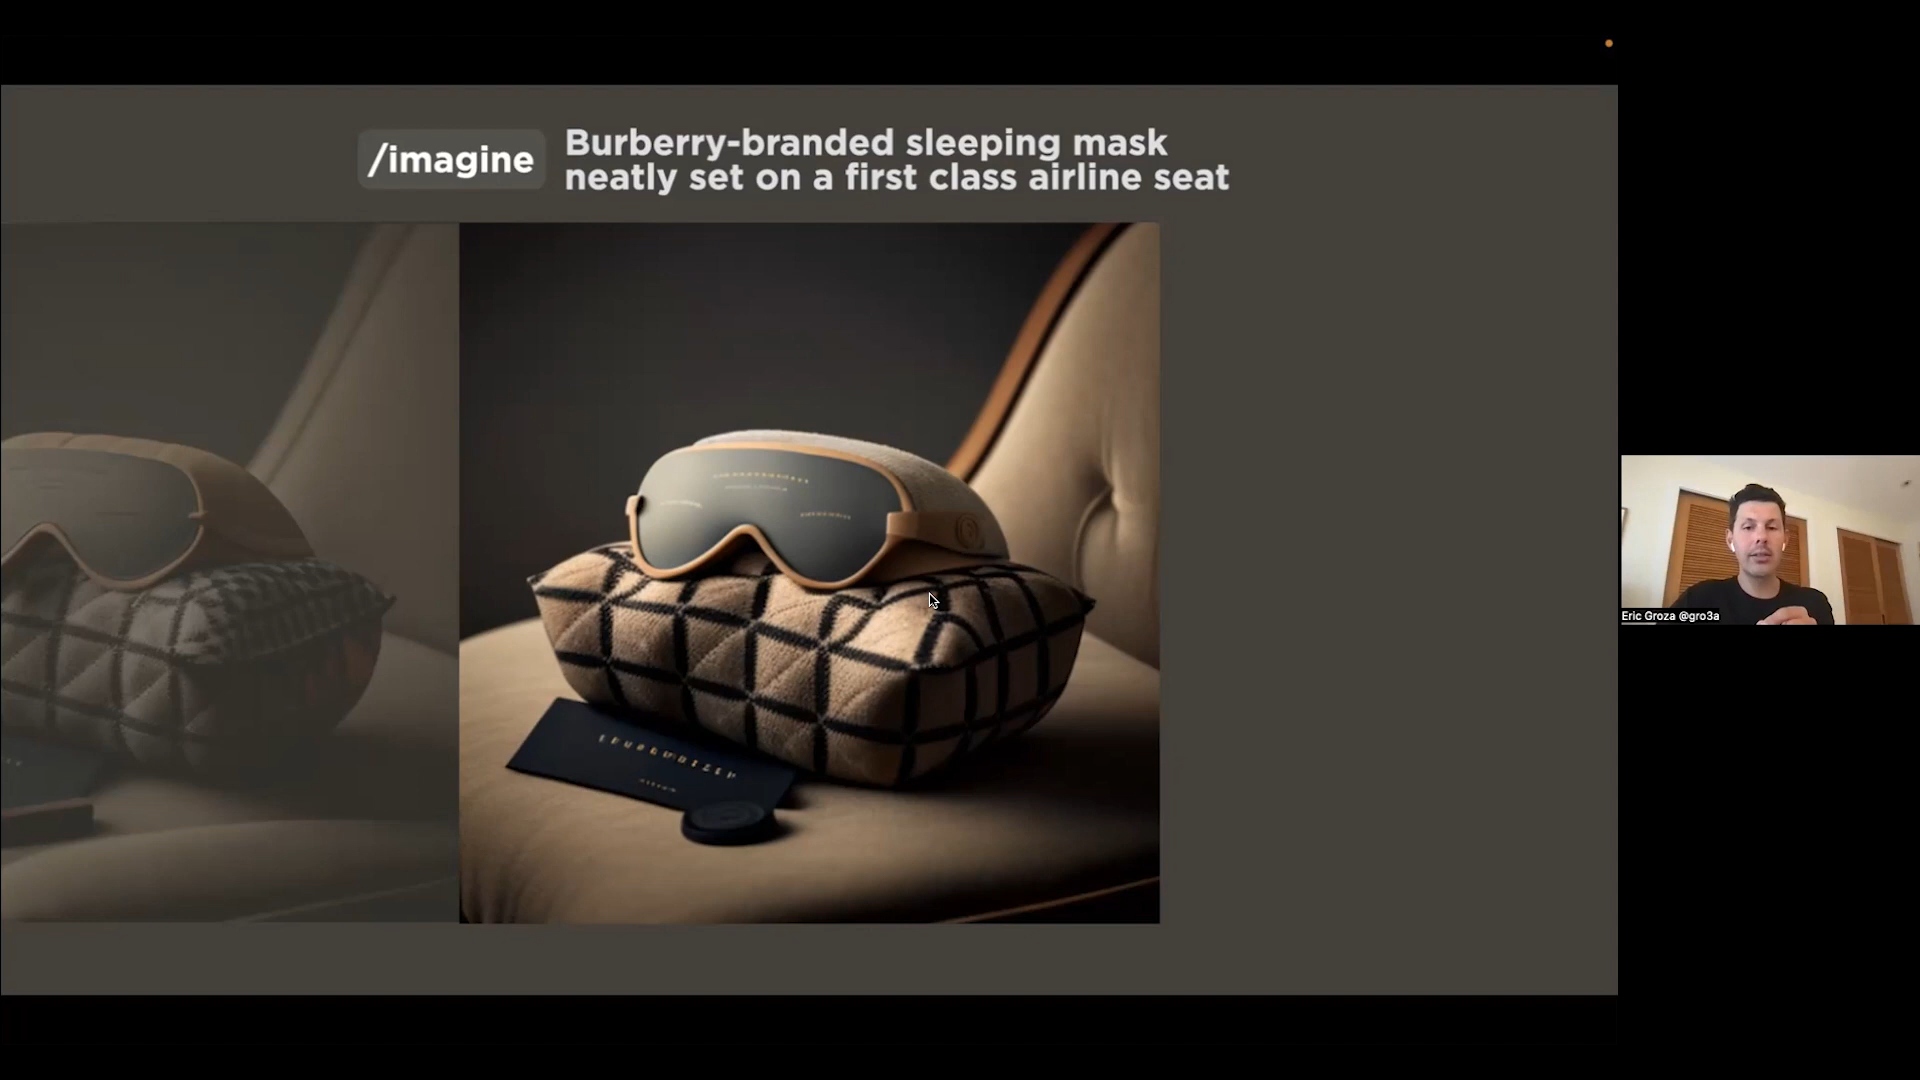 /imagine
Burberry-branded sleeping mask
neatly set on a first class airline seat
Eric Groza @gro3a